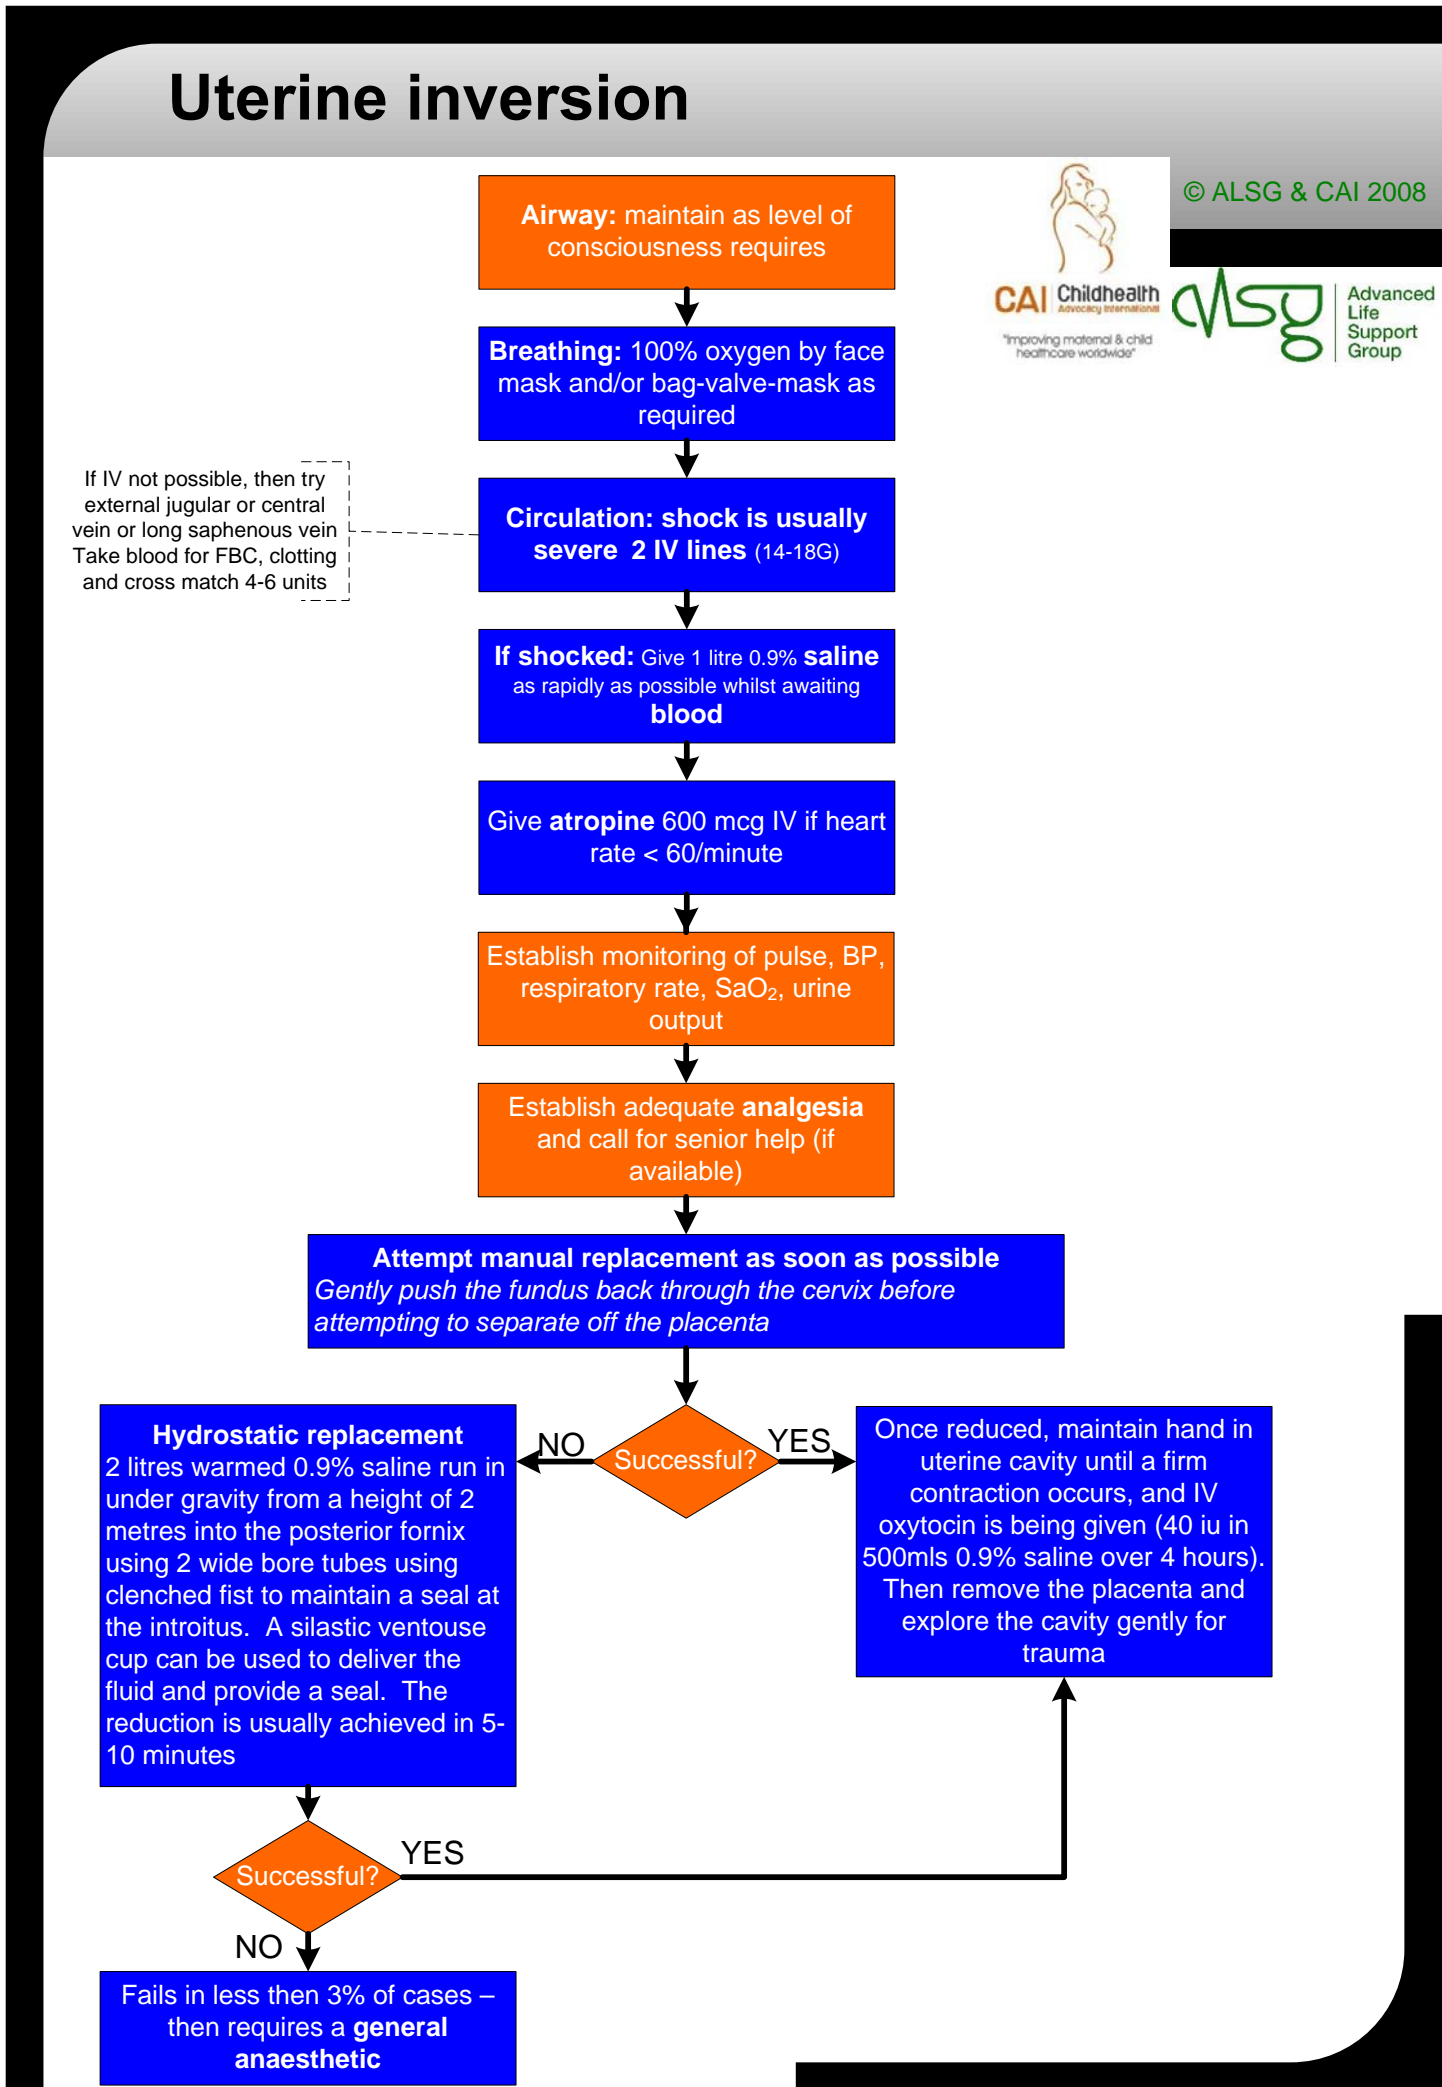 Uterine inversion
© ALSG & CAI 2008
CAI Childhealth
Advocacy International
"Improving maternal & child
healthcare worldwide"
alsg
Advanced
Life
Support
Group
Airway: maintain as level of
consciousness requires
Breathing: 100% oxygen by face
mask and/or bag-valve-mask as
required
If IV not possible, then try
external jugular or central
vein or long saphenous vein
Take blood for FBC, clotting
and cross match 4-6 units
Circulation: shock is usually
severe 2 IV lines (14-18G)
If shocked: Give 1 litre 0.9% saline
as rapidly as possible whilst awaiting
blood
Give atropine 600 mcg IV if heart
rate < 60/minute
Establish monitoring of pulse, BP,
respiratory rate, SaO₂, urine
output
Establish adequate analgesia
and call for senior help (if
available)
Attempt manual replacement as soon as possible
Gently push the fundus back through the cervix before
attempting to separate off the placenta
Successful?
NO
YES
Hydrostatic replacement
2 litres warmed 0.9% saline run in
under gravity from a height of 2
metres into the posterior fornix
using 2 wide bore tubes using
clenched fist to maintain a seal at
the introitus. A silastic ventouse
cup can be used to deliver the
fluid and provide a seal. The
reduction is usually achieved in 5-
10 minutes
Once reduced, maintain hand in
uterine cavity until a firm
contraction occurs, and IV
oxytocin is being given (40 iu in
500mls 0.9% saline over 4 hours).
Then remove the placenta and
explore the cavity gently for
trauma
Successful?
YES
NO
Fails in less then 3% of cases –
then requires a general
anaesthetic